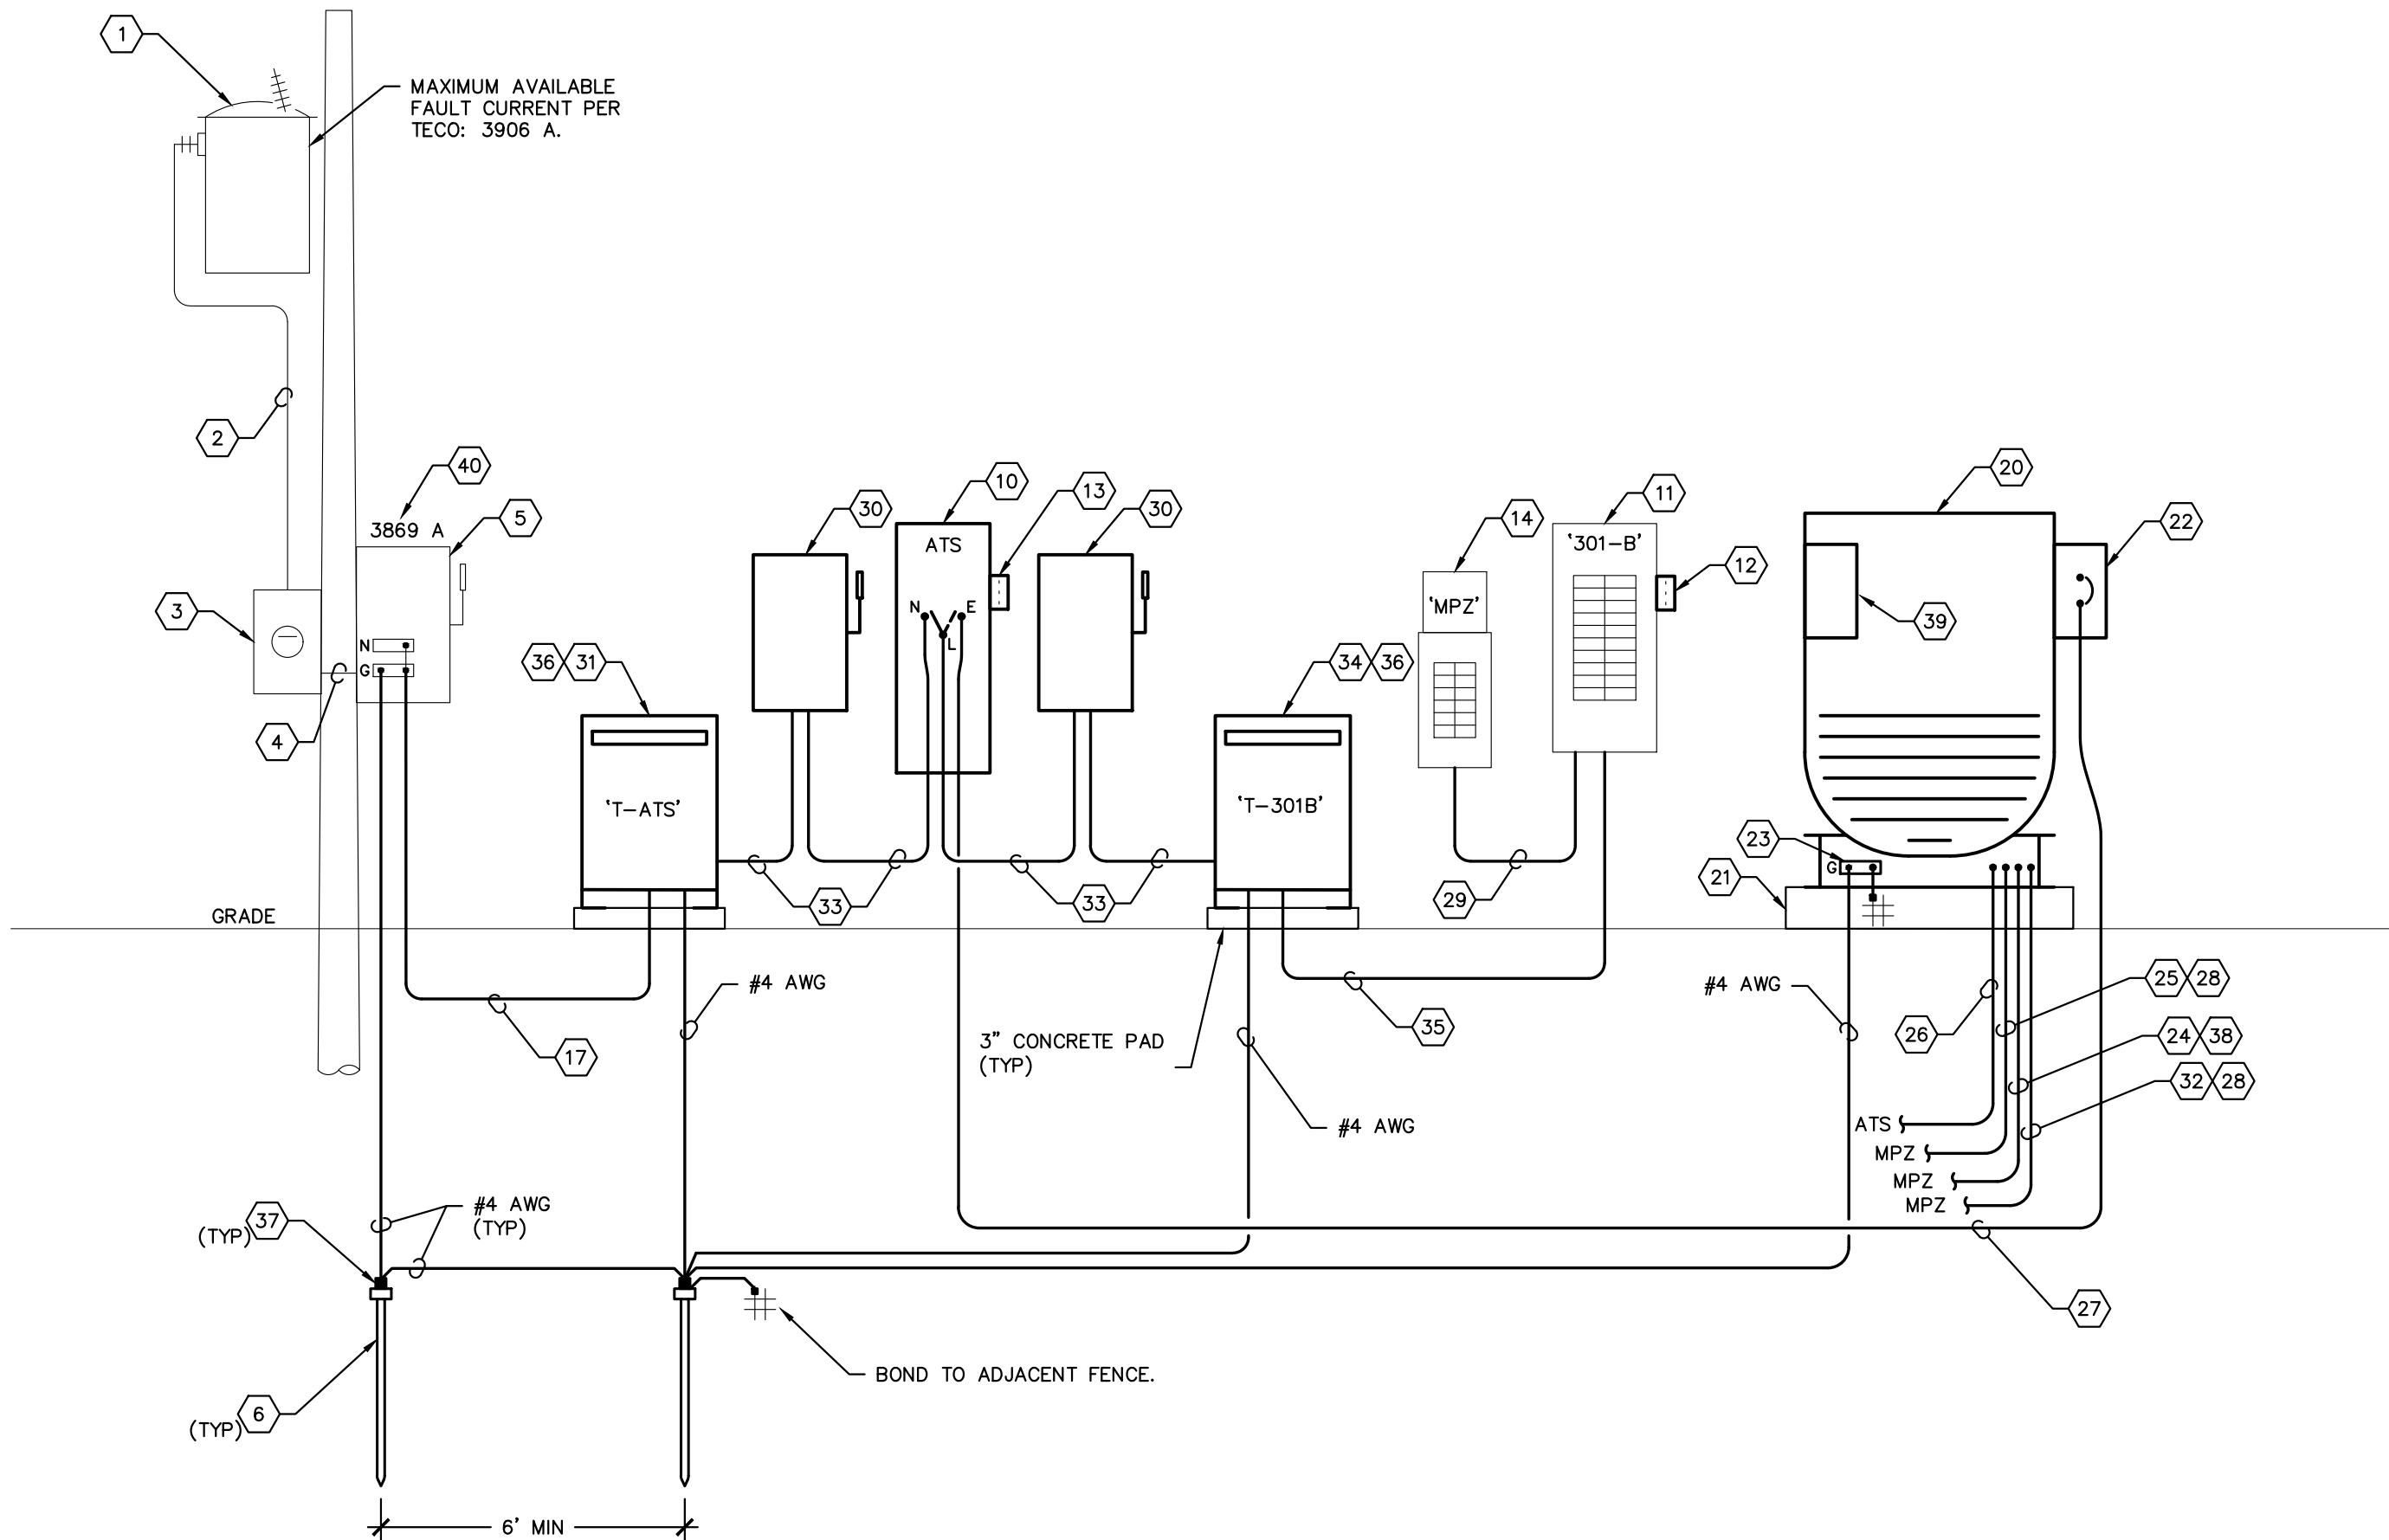 1
MAXIMUM AVAILABLE
FAULT CURRENT PER
TECO: 3906 A.
2
40
3869 A
5
3
N
G
4
36 31
'T-ATS'
30
10
ATS
13
N E
L
30
33
33
34 36
'T-301B'
14
'MPZ'
11
'301-B'
12
29
20
22
39
23
G
21
GRADE
#4 AWG
17
3" CONCRETE PAD
(TYP)
35
#4 AWG
#4 AWG
26
25 28
24 38
32 28
ATS
MPZ
MPZ
MPZ
(TYP) 37
#4 AWG
(TYP)
27
BOND TO ADJACENT FENCE.
(TYP) 6
6' MIN